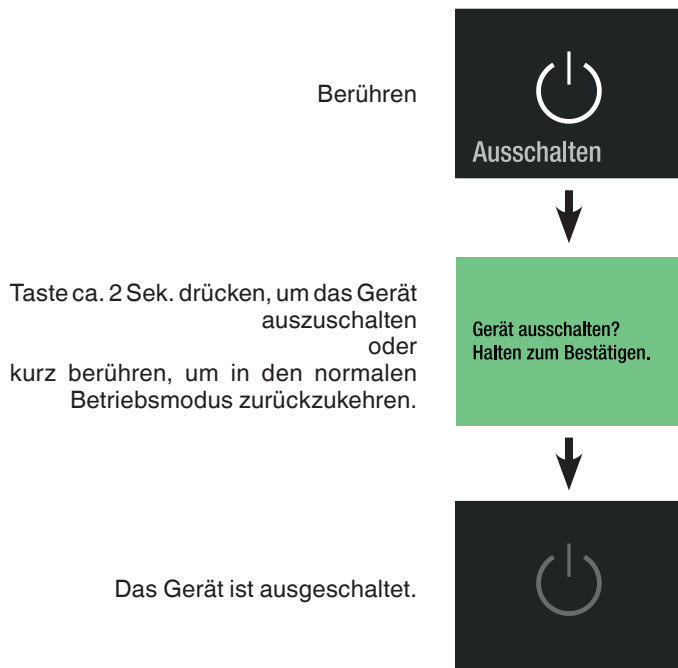 Berühren
Ausschalten
Taste ca. 2 Sek. drücken, um das Gerät
auszuschalten
oder
kurz berühren, um in den normalen
Betriebsmodus zurückzukehren.
Gerät ausschalten?
Halten zum Bestätigen.
Das Gerät ist ausgeschaltet.